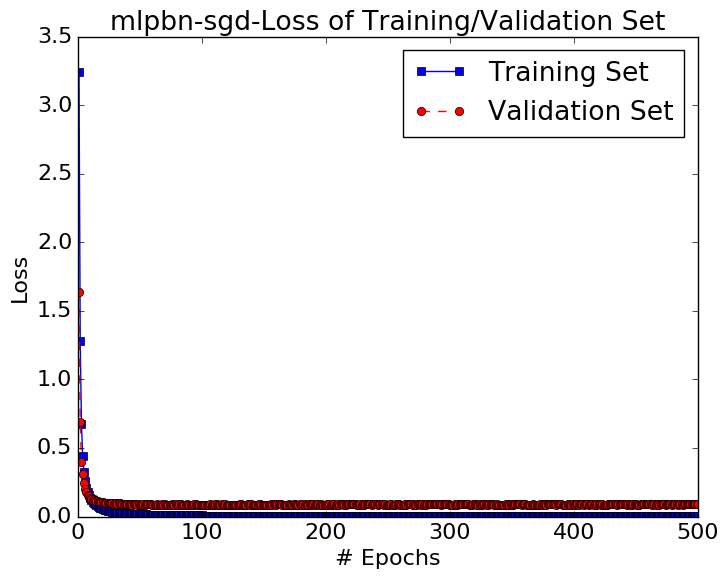 mlpbn-sgd-Loss of Training/Validation Set
3.5
3.0
2.5
2.0
1.5
1.0
0.5
0.0
Loss
Training Set
Validation Set
0 100 200 300 400 500
# Epochs